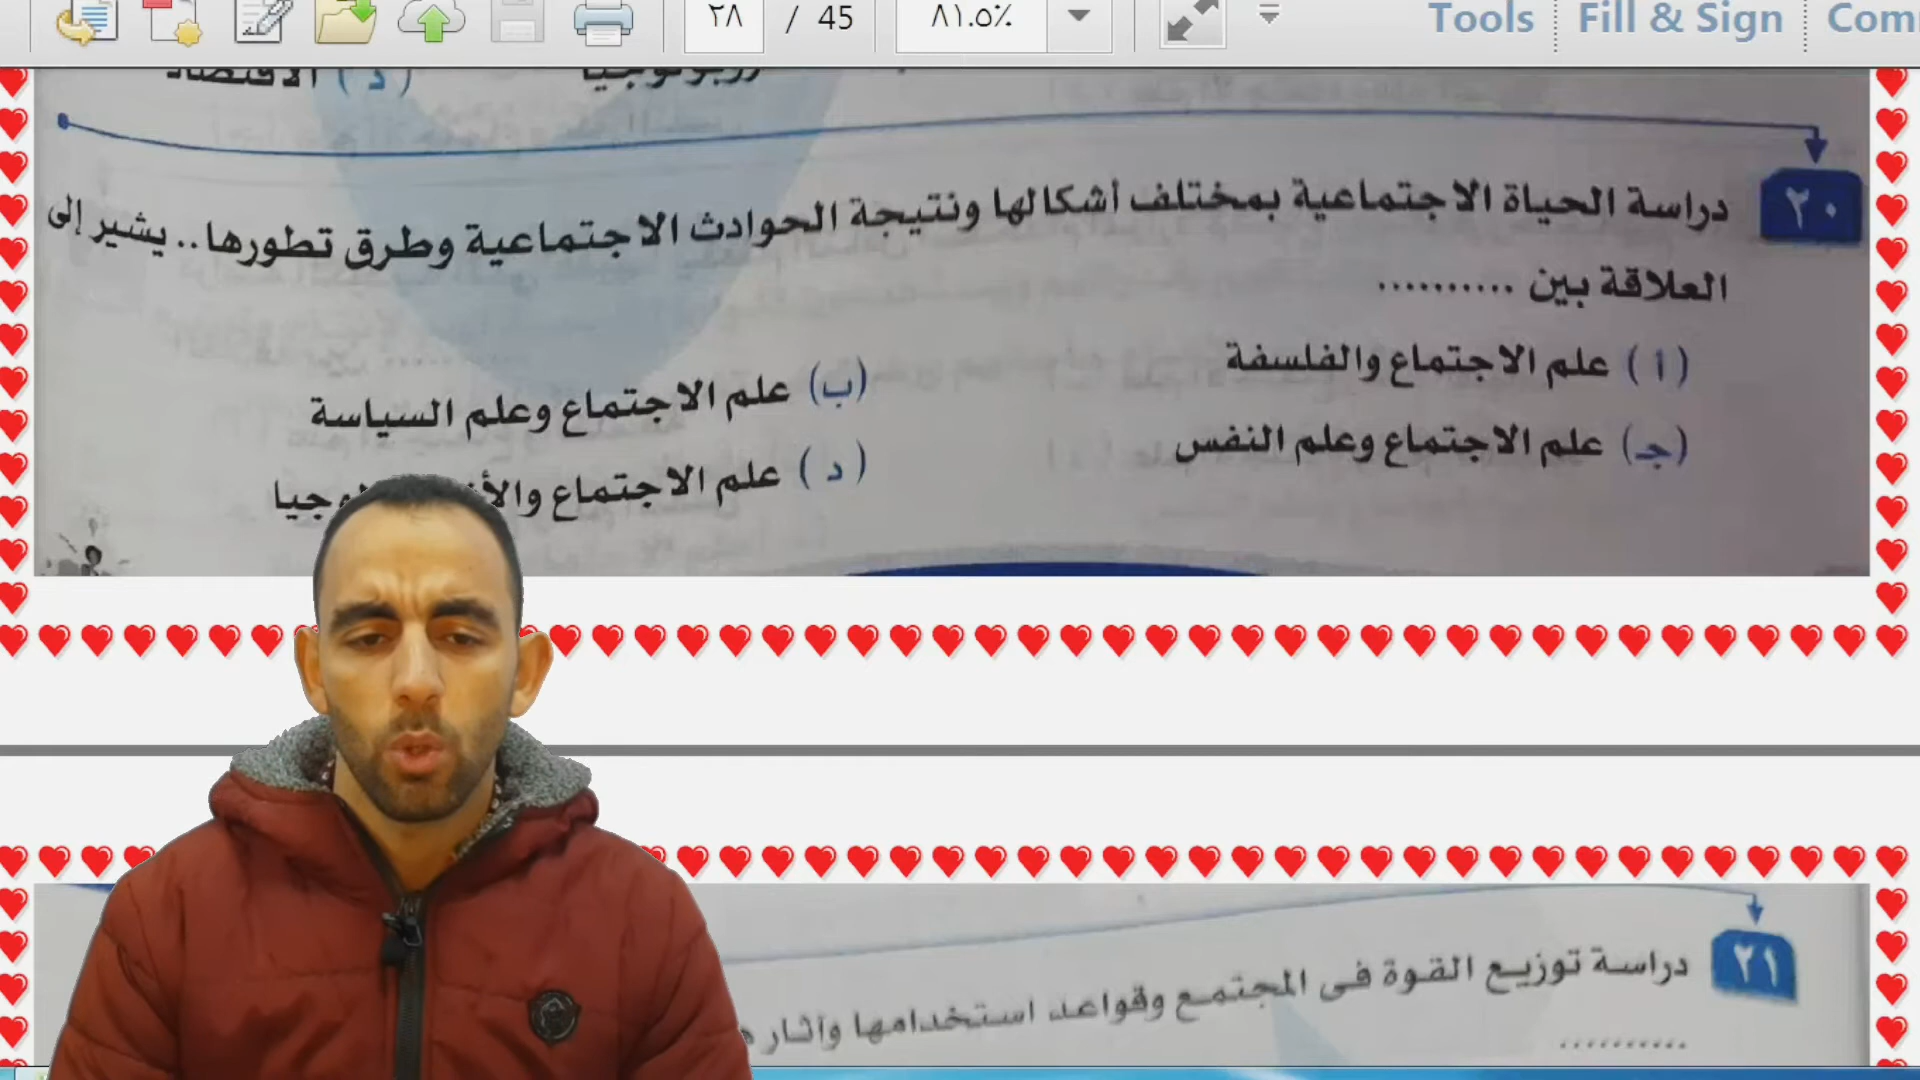 ٢٨ / 45
٨١.٥٪
Tools
Fill & Sign
(د) الاقتصاد
٢٠
دراسة الحياة الاجتماعية بمختلف أشكالها ونتيجة الحوادث الاجتماعية وطرق تطورها.. يشير إلى
العلاقة بين ..........
(أ) علم الاجتماع والفلسفة
(ب) علم الاجتماع وعلم السياسة
(جـ) علم الاجتماع وعلم النفس
(د) علم الاجتماع
٢١
دراسة توزيع القوة فى المجتمع وقواعد استخدامها وآثار
..........